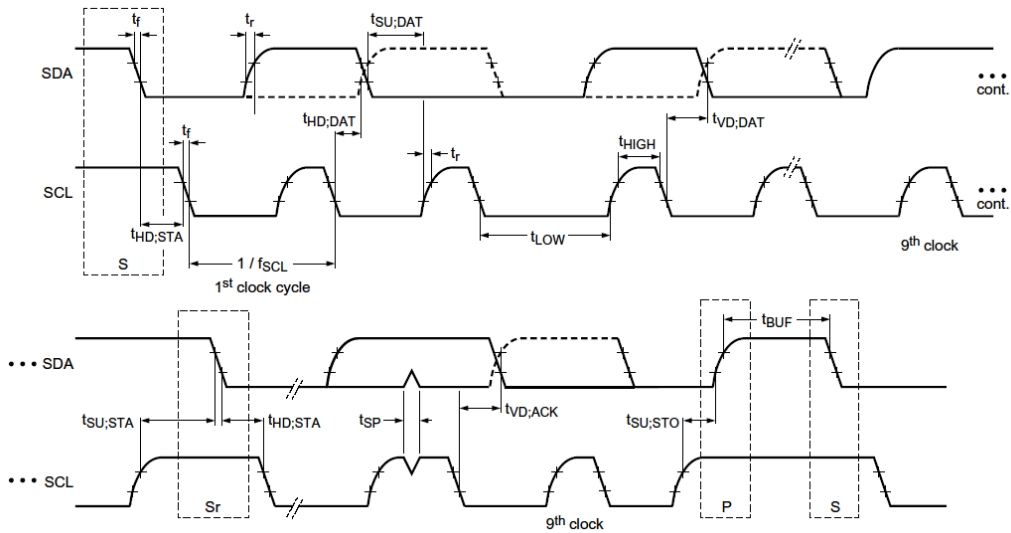 tf tr tSU;DAT
SDA
••• cont.
tf tHD;DAT tr tHIGH tVD;DAT
SCL
••• cont.
tHD;STA tLOW 9th clock
S 1 / fSCL
1st clock cycle
tBUF
••• SDA
tSU;STA tHD;STA tSP tVD;ACK tSU;STO
••• SCL
Sr P S
9th clock